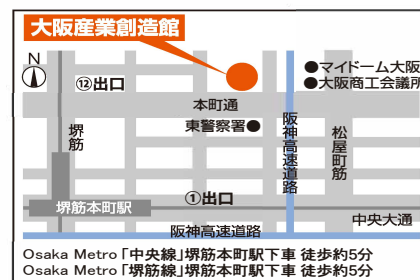 大阪産業創造館
N
●マイドーム大阪
●大阪商工会議所
⑫出口
本町通
東警察署●
堺筋
阪神高速道路
松屋町筋
①出口
堺筋本町駅
中央大通
阪神高速道路
Osaka Metro「中央線」堺筋本町駅下車 徒歩約5分
Osaka Metro「堺筋線」堺筋本町駅下車 徒歩約5分